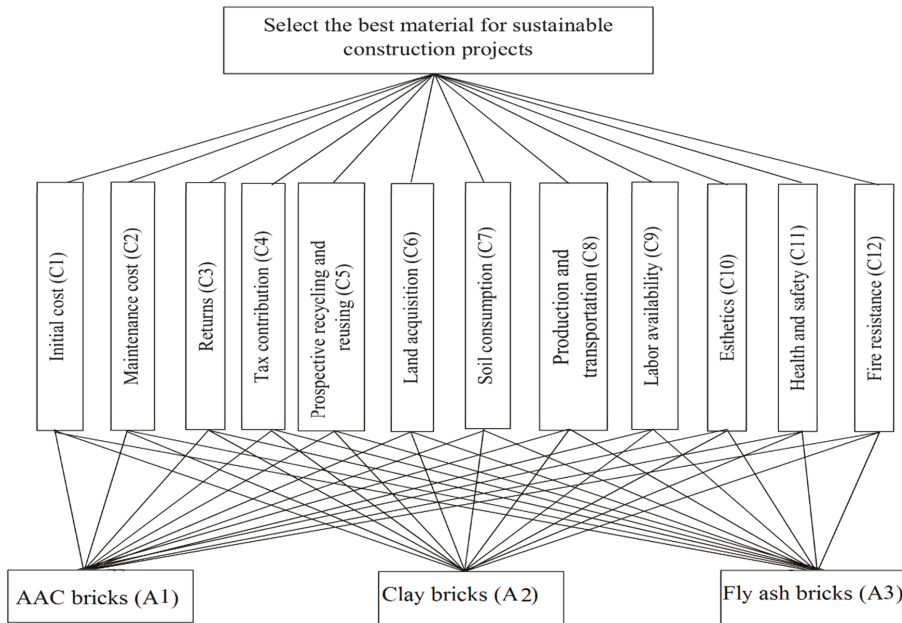 Select the best material for sustainable
construction projects
Initial cost (C1)
Maintenance cost (C2)
Returns (C3)
Tax contribution (C4)
Prospective recycling and
reusing (C5)
Land acquisition (C6)
Soil consumption (C7)
Production and
transportation (C8)
Labor availability (C9)
Esthetics (C10)
Health and safety (C11)
Fire resistance (C12)
AAC bricks (A1)
Clay bricks (A2)
Fly ash bricks (A3)